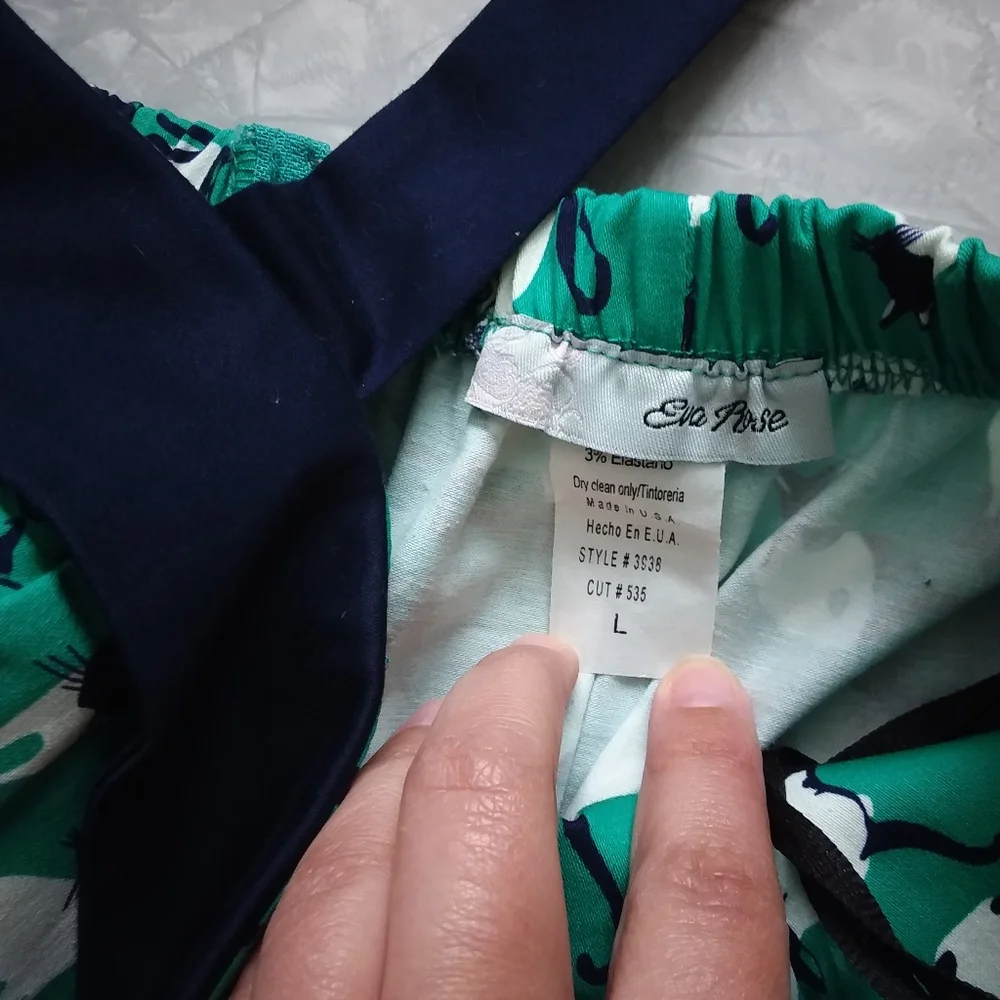 Eva Rose
3% Elastano
Dry clean only/Tintoreria
Made in U.S.A
Hecho En E.U.A.
STYLE # 3938
CUT # 535
L